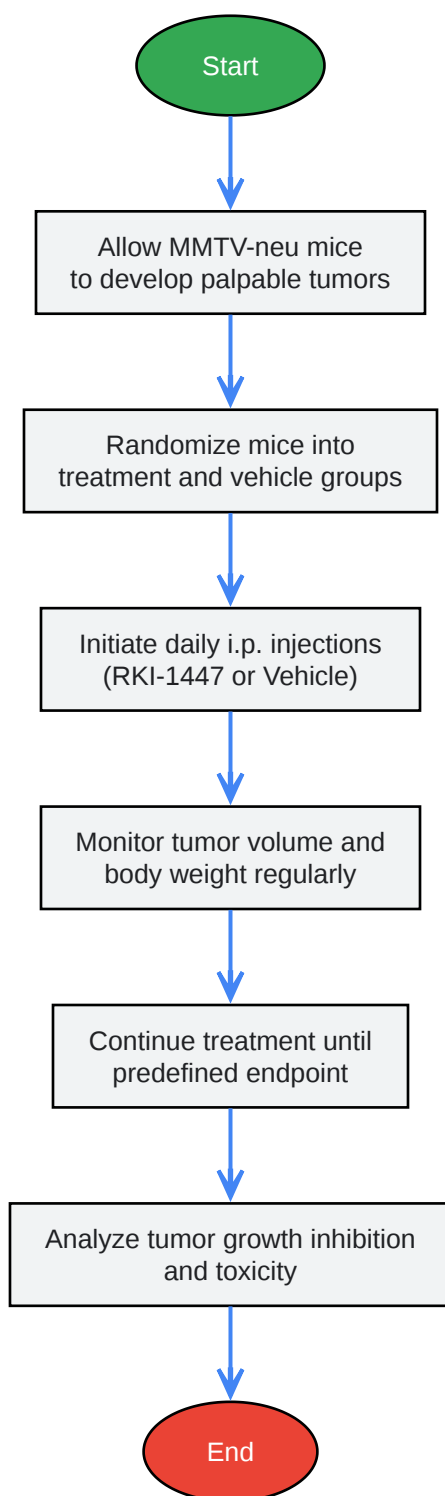 Start
Allow MMTV-neu mice
to develop palpable tumors
Randomize mice into
treatment and vehicle groups
Initiate daily i.p. injections
(RKI-1447 or Vehicle)
Monitor tumor volume and
body weight regularly
Continue treatment until
predefined endpoint
Analyze tumor growth inhibition
and toxicity
End